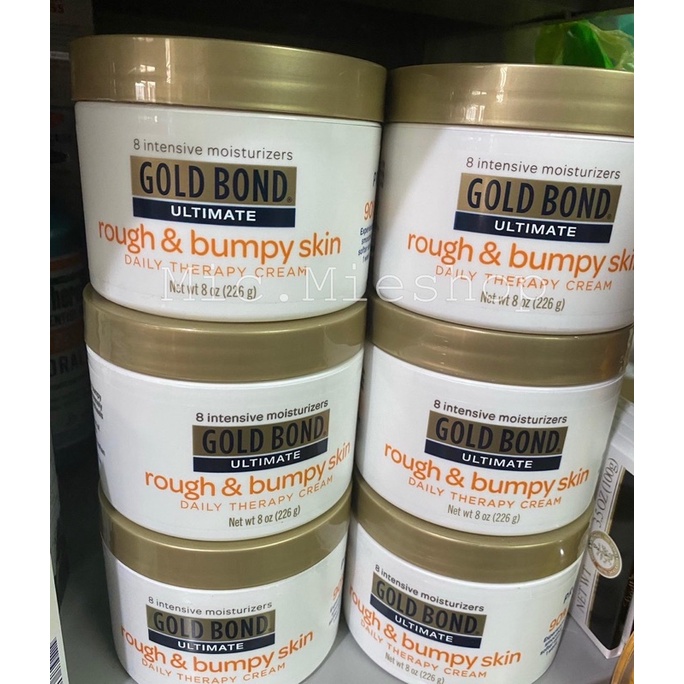 8 intensive moisturizers
GOLD BOND
ULTIMATE
rough & bumpy skin
DAILY THERAPY CREAM
Net wt 8 oz (226 g)
8 intensive moisturizers
GOLD BOND
ULTIMATE
rough & bumpy skin
DAILY THERAPY CREAM
Net wt 8 oz (226 g)
Mic.Mieshop
8 intensive moisturizers
GOLD BOND
ULTIMATE
rough & bumpy skin
DAILY THERAPY CREAM
Net wt 8 oz (226 g)
8 intensive moisturizers
GOLD BOND
ULTIMATE
rough & bumpy skin
DAILY THERAPY CREAM
Net wt 8 oz (226 g)
8 intensive moisturizers
GOLD BOND
ULTIMATE
rough & bumpy skin
DAILY THERAPY CREAM
8 intensive moisturizers
GOLD BOND
ULTIMATE
rough & bumpy skin
DAILY THERAPY CREAM
Net wt 8 oz (226 g)